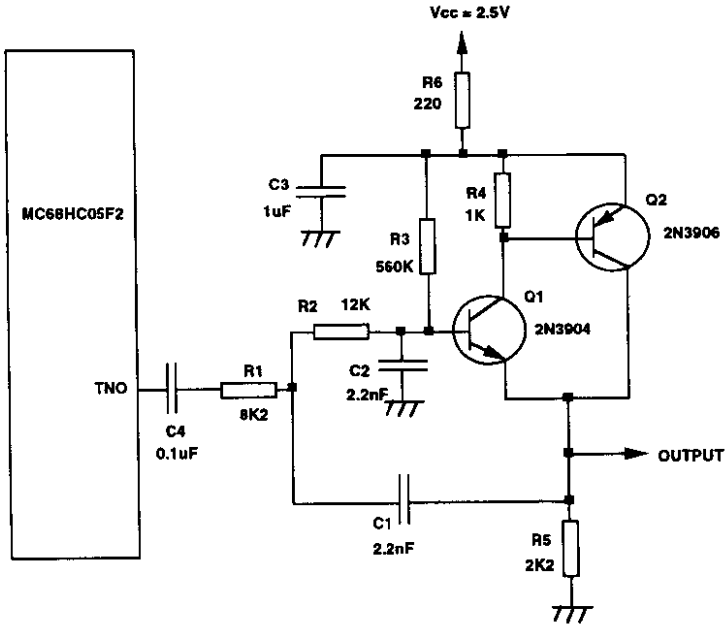 Vcc = 2.5V
R6
220
C3
1uF
R4
1K
Q2
MC68HC05F2
R3
560K
2N3906
Q1
R2 12K
2N3904
C2
2.2nF
TNO
R1
8K2
C4
0.1uF
OUTPUT
C1
2.2nF
R5
2K2